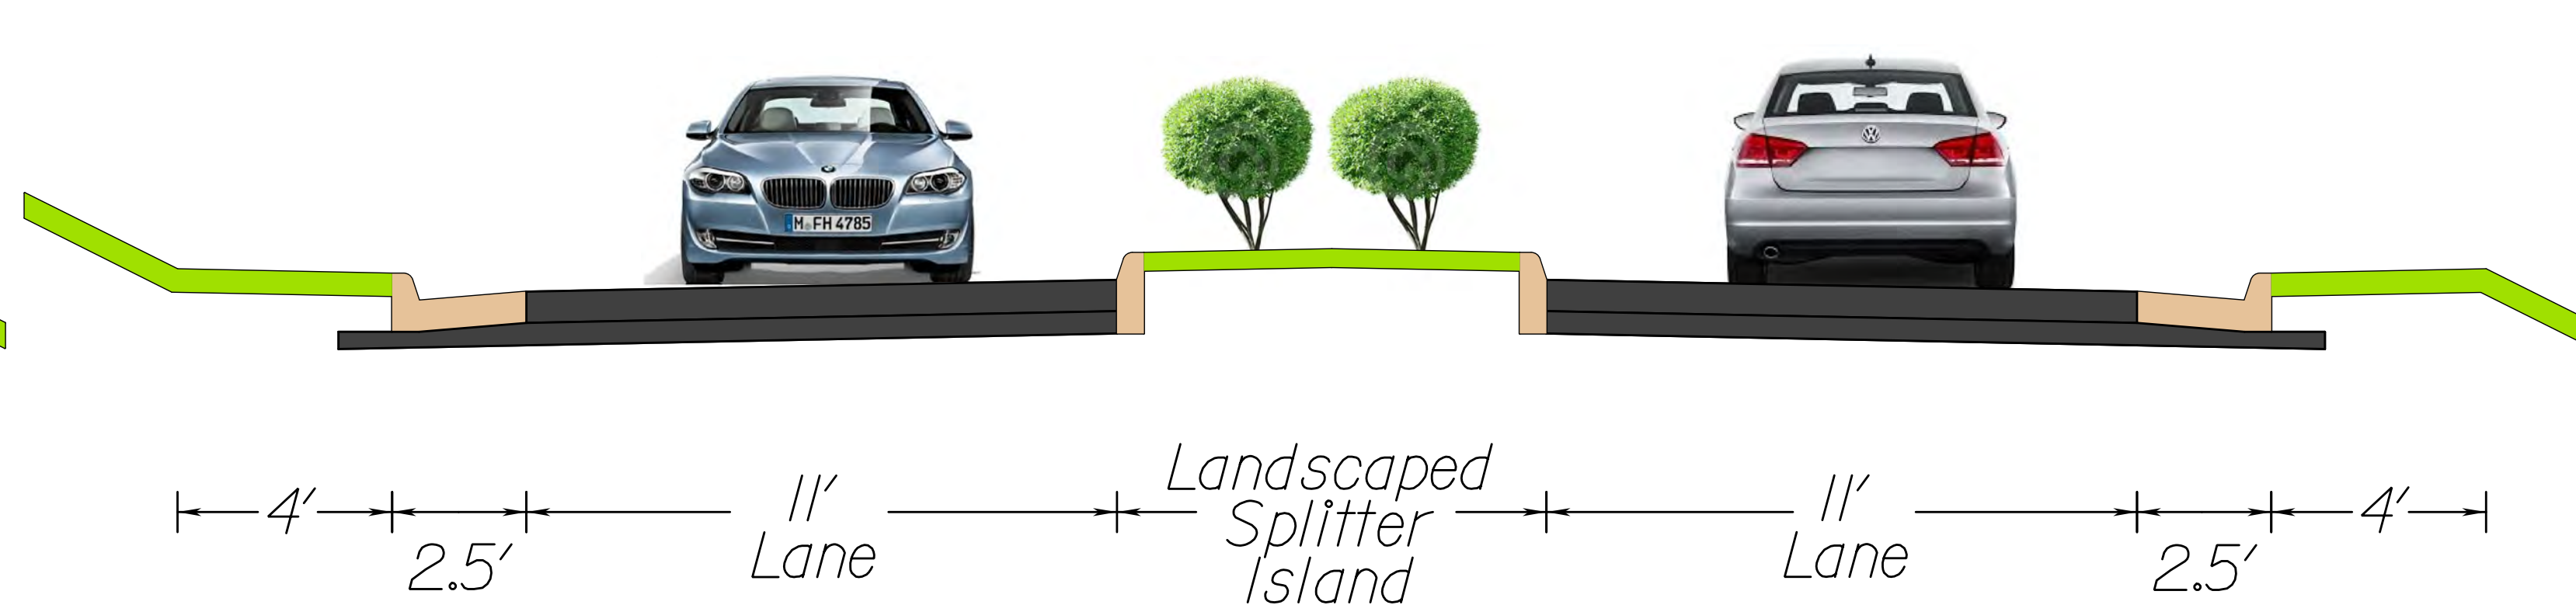 M FH 4785
4'
2.5'
11'
Lane
Landscaped
Splitter
Island
11'
Lane
2.5'
4'